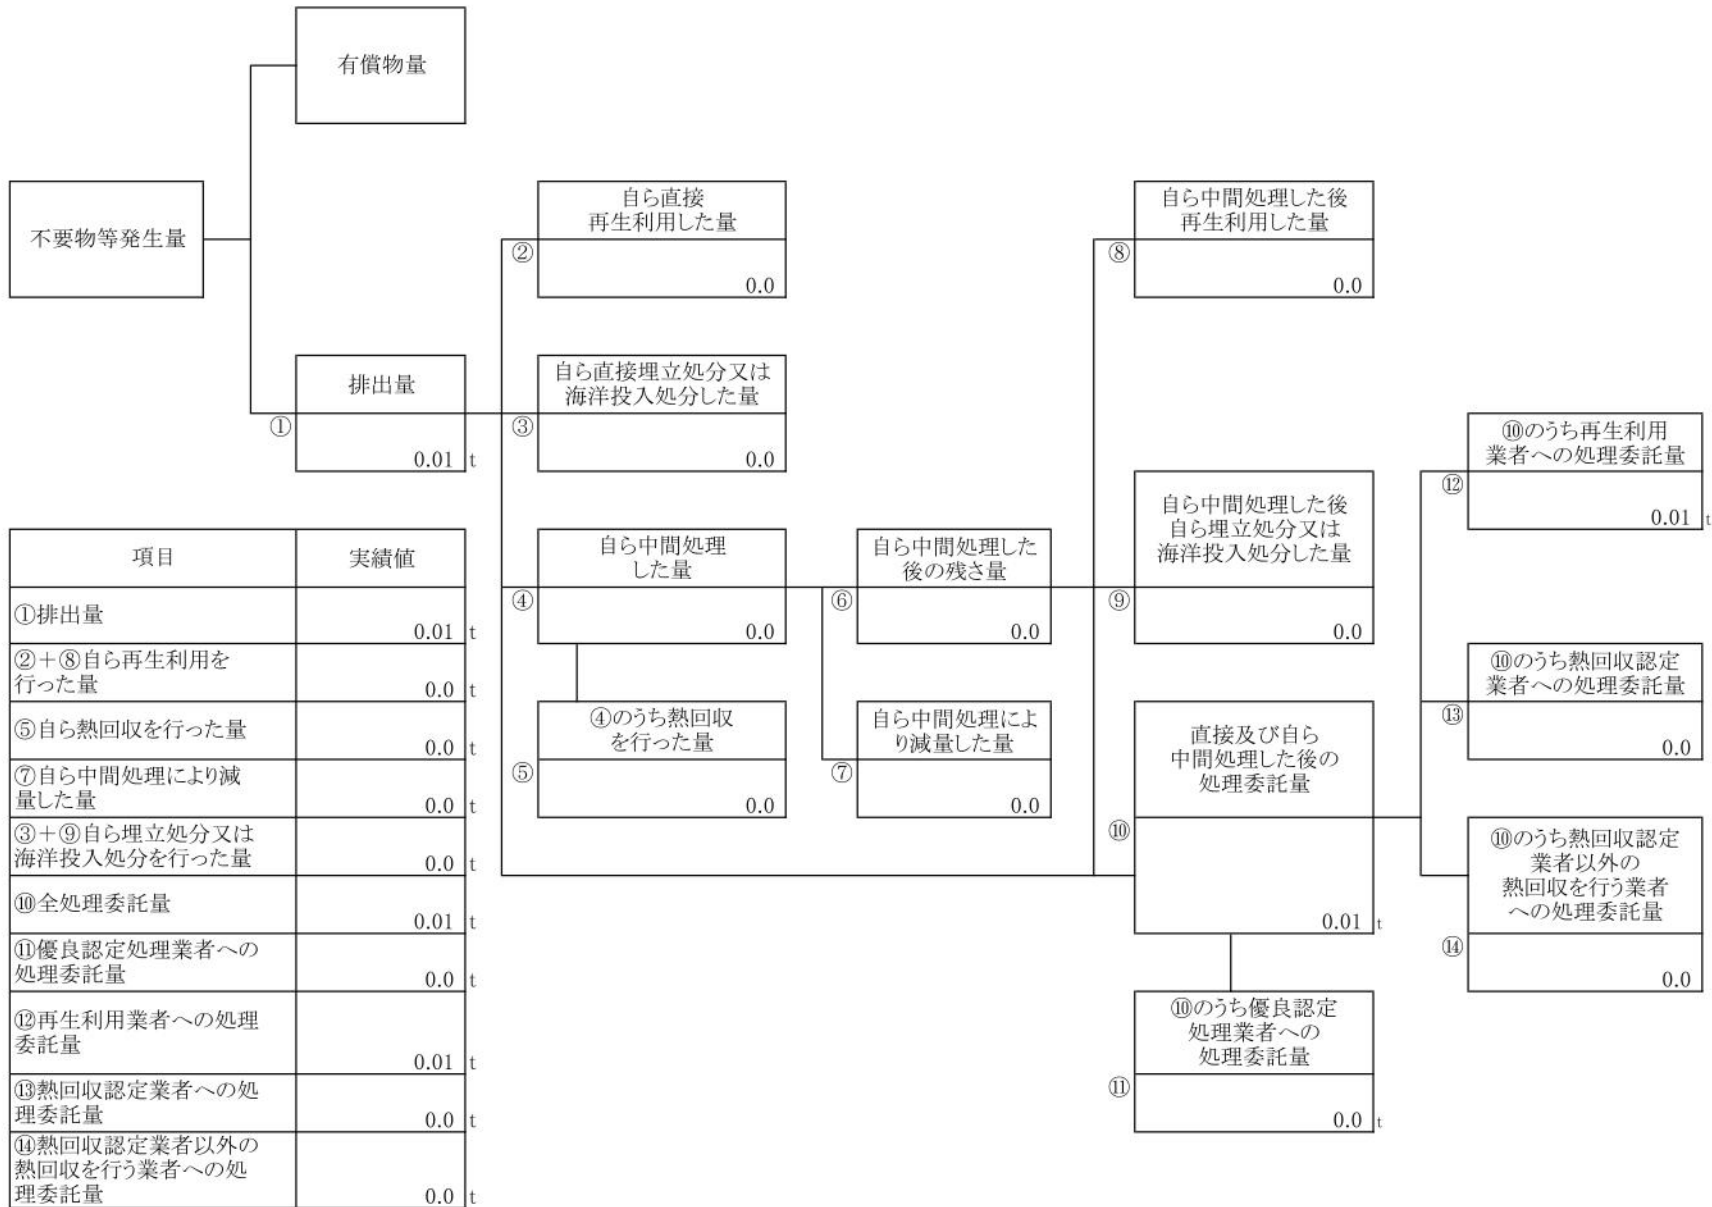 有償物量
不要物等発生量
排出量
①
0.01 t
自ら直接
再生利用した量
②
0.0
自ら直接埋立処分又は
海洋投入処分した量
③
0.0
自ら中間処理
した量
④
0.0
④のうち熱回収
を行った量
⑤
0.0
自ら中間処理した
後の残さ量
⑥
0.0
自ら中間処理によ
り減量した量
⑦
0.0
自ら中間処理した後
再生利用した量
⑧
0.0
自ら中間処理した後
自ら埋立処分又は
海洋投入処分した量
⑨
0.0
直接及び自ら
中間処理した後の
処理委託量
⑩
0.01 t
⑩のうち優良認定
処理業者への
処理委託量
⑪
0.0 t
⑩のうち再生利用
業者への処理委託量
⑫
0.01 t
⑩のうち熱回収認定
業者への処理委託量
⑬
0.0
⑩のうち熱回収認定
業者以外の
熱回収を行う業者
への処理委託量
⑭
0.0
項目 実績値
①排出量
0.01 t
②+⑧自ら再生利用を
行った量
0.0 t
⑤自ら熱回収を行った量
0.0 t
⑦自ら中間処理により減
量した量
0.0 t
③+⑨自ら埋立処分又は
海洋投入処分を行った量
0.0 t
⑩全処理委託量
0.01 t
⑪優良認定処理業者への
処理委託量
0.0 t
⑫再生利用業者への処理
委託量
0.01 t
⑬熱回収認定業者への処
理委託量
0.0 t
⑭熱回収認定業者以外の
熱回収を行う業者への処
理委託量
0.0 t